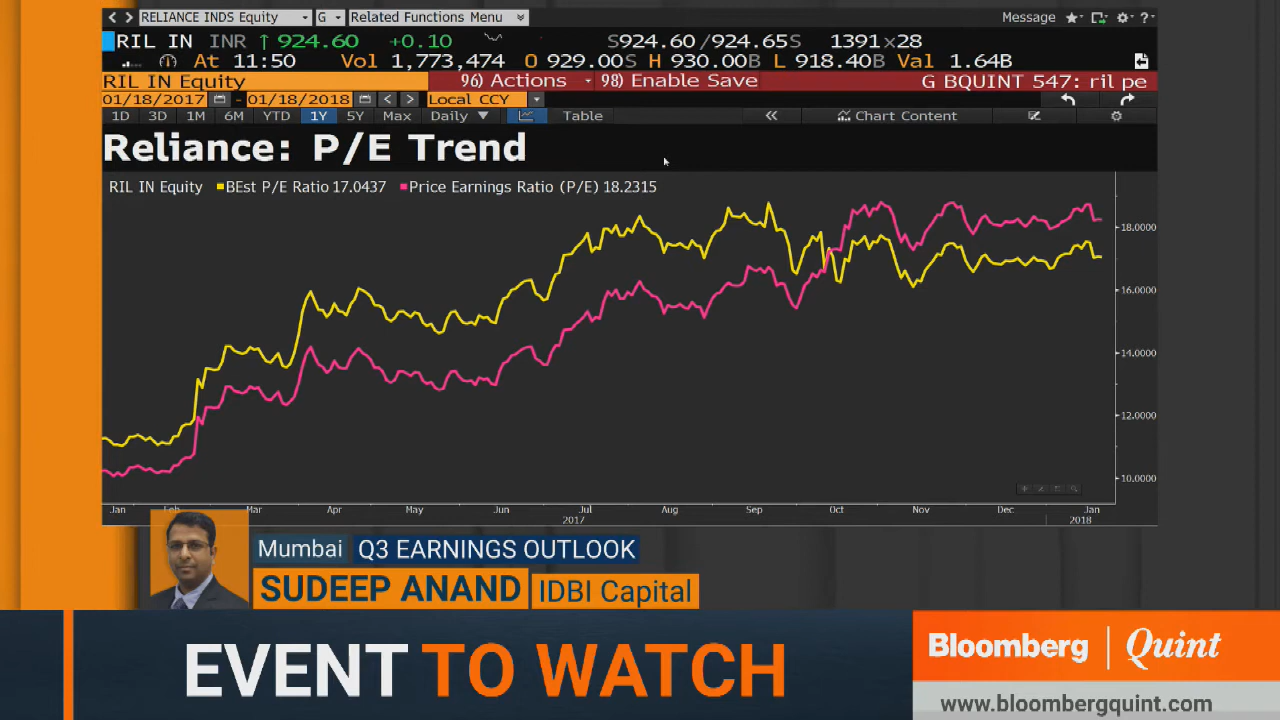 RELIANCE INDS Equity G Related Functions Menu Message
RIL IN INR ↑ 924.60 +0.10 S924.60/924.65S 1391×28
At 11:50 Vol 1,773,474 O 929.00S H 930.00B L 918.40B Val 1.64B
RIL IN Equity 96) Actions 98) Enable Save G BQUINT 547: ril pe
01/18/2017 - 01/18/2018 Local CCY
1D 3D 1M 6M YTD 1Y 5Y Max Daily ▼ Table « Chart Content
Reliance: P/E Trend
RIL IN Equity BEst P/E Ratio 17.0437 Price Earnings Ratio (P/E) 18.2315
18.0000
16.0000
14.0000
12.0000
10.0000
Jan Feb Mar Apr May Jun Jul Aug Sep Oct Nov Dec Jan
2017 2018
Mumbai Q3 EARNINGS OUTLOOK
SUDEEP ANAND IDBI Capital
EVENT TO WATCH
Bloomberg | Quint
www.bloombergquint.com